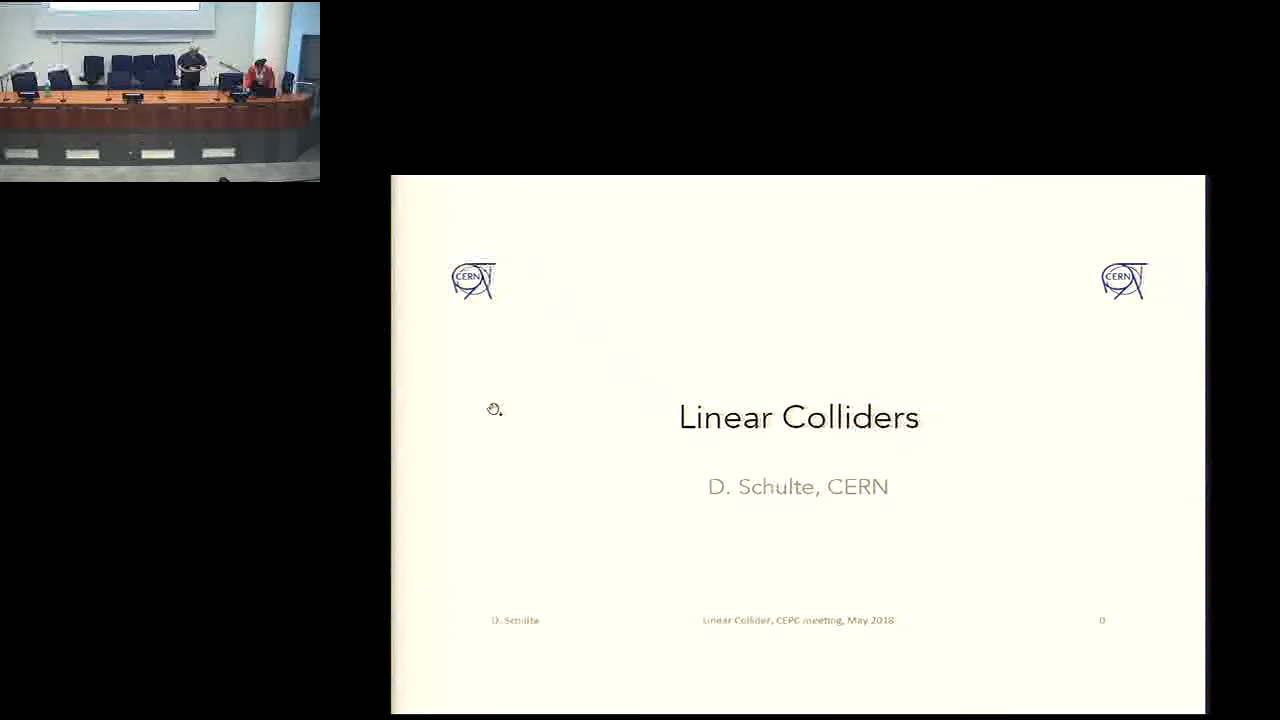 CERN
CERN
Linear Colliders
D. Schulte, CERN
D. Schulte
Linear Collider, CEPC meeting, May 2018
0